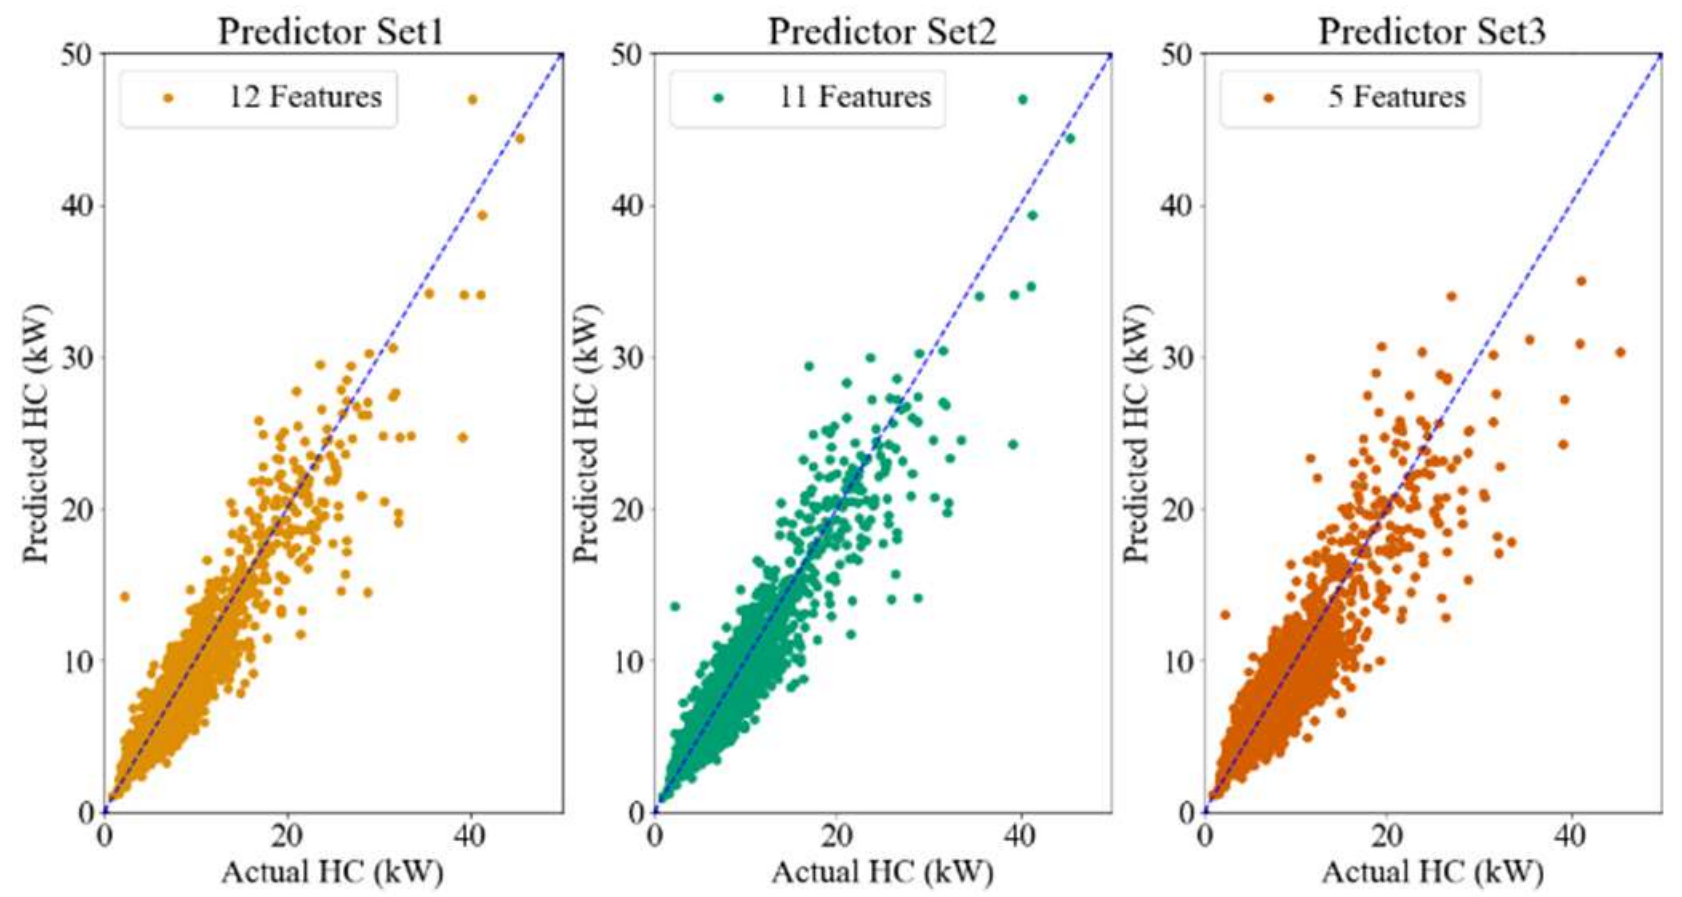 Predictor Set1
50
40
30
20
10
0
12 Features
Predicted HC (kW)
0 20 40
Actual HC (kW)
Predictor Set2
50
40
30
20
10
0
11 Features
Predicted HC (kW)
0 20 40
Actual HC (kW)
Predictor Set3
50
40
30
20
10
0
5 Features
Predicted HC (kW)
0 20 40
Actual HC (kW)